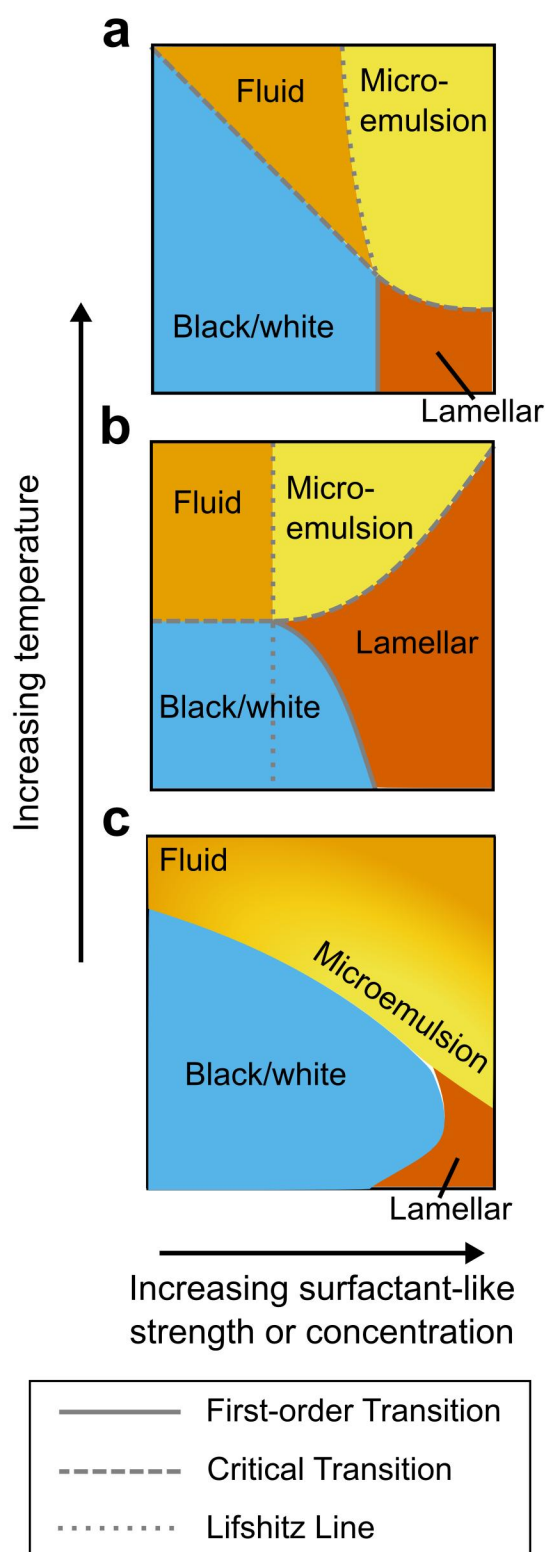 a
Fluid
Micro-
emulsion
Black/white
Lamellar
b
Fluid
Micro-
emulsion
Lamellar
Black/white
Increasing temperature
c
Fluid
Microemulsion
Black/white
Lamellar
Increasing surfactant-like
strength or concentration
First-order Transition
Critical Transition
Lifshitz Line